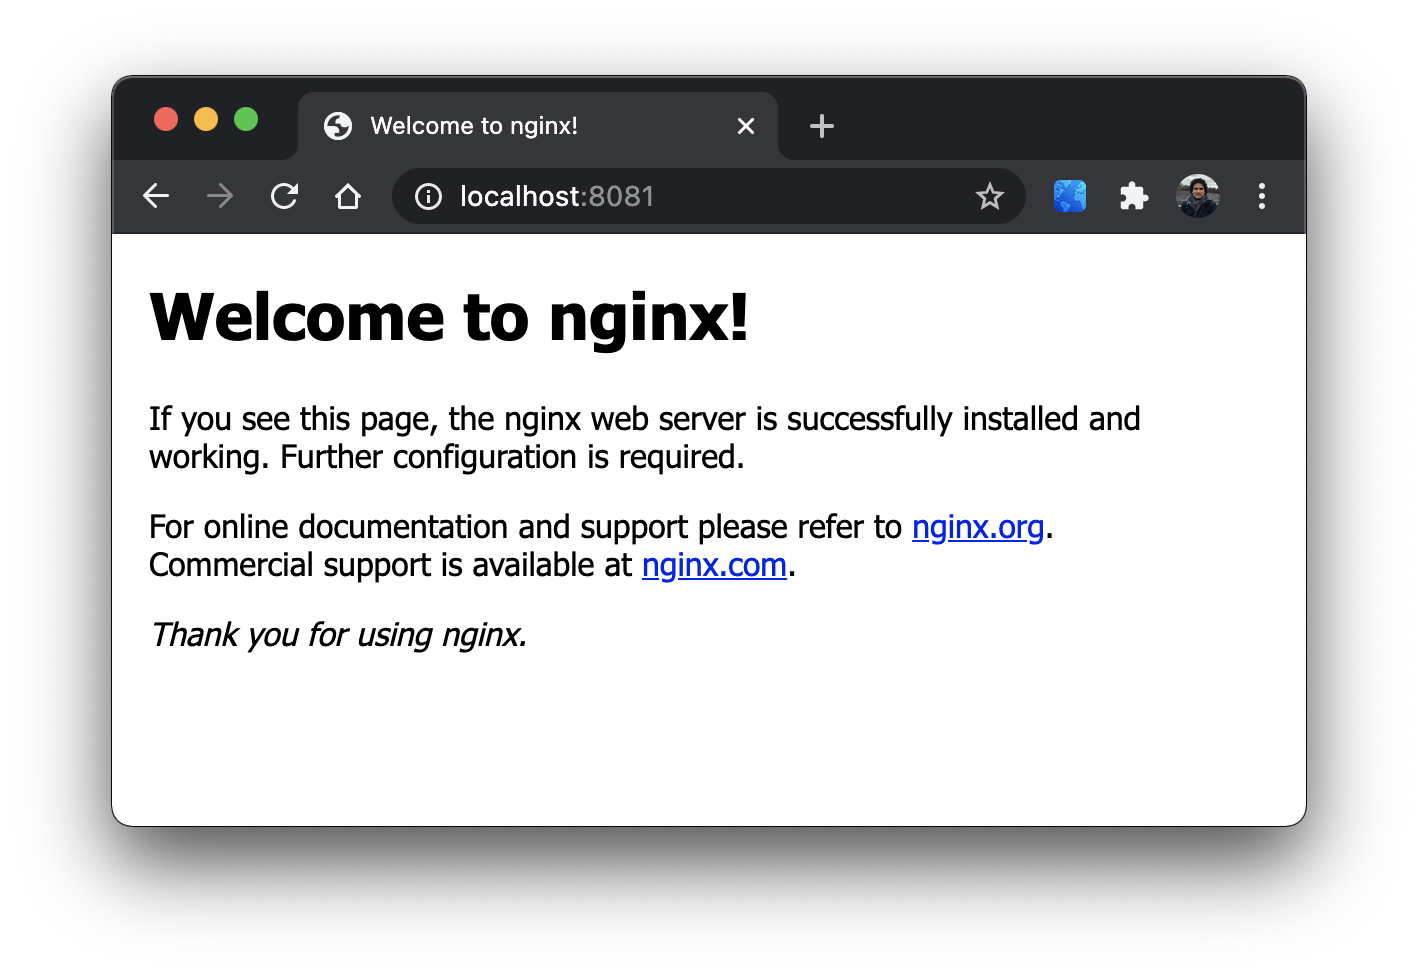 Welcome to nginx!
localhost:8081
Welcome to nginx!
If you see this page, the nginx web server is successfully installed and
working. Further configuration is required.
For online documentation and support please refer to nginx.org.
Commercial support is available at nginx.com.
Thank you for using nginx.